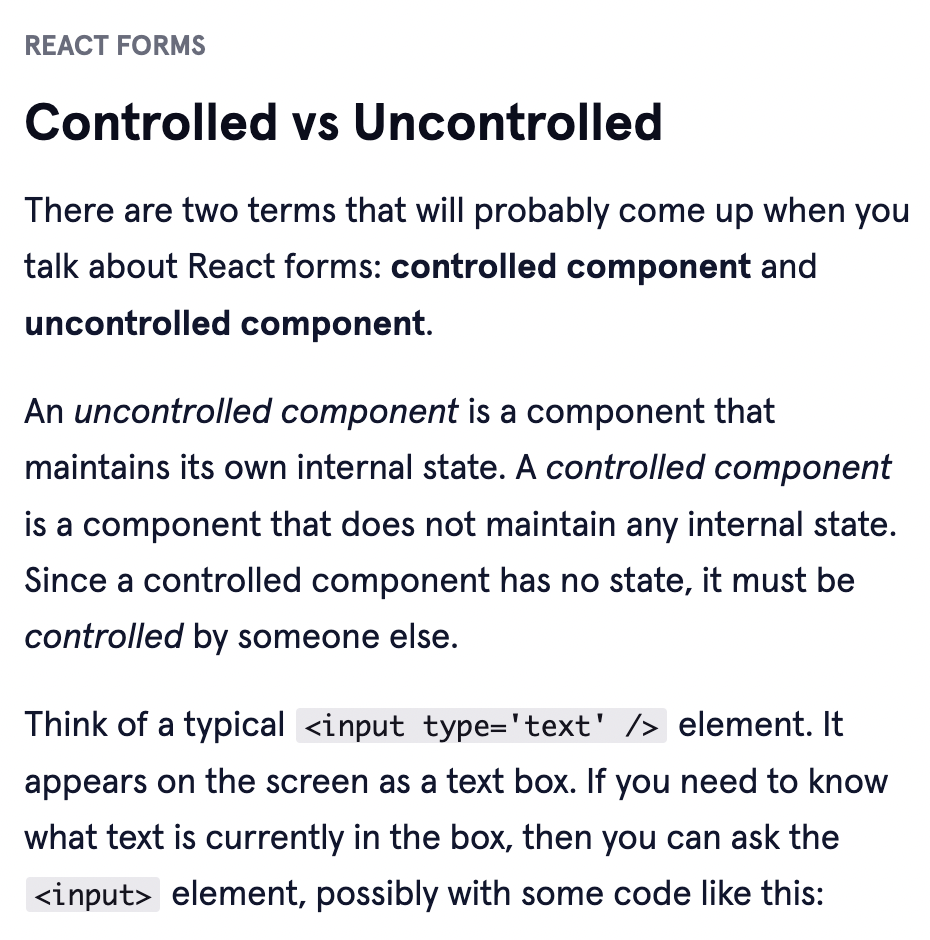 REACT FORMS
Controlled vs Uncontrolled
There are two terms that will probably come up when you
talk about React forms: controlled component and
uncontrolled component.
An uncontrolled component is a component that
maintains its own internal state. A controlled component
is a component that does not maintain any internal state.
Since a controlled component has no state, it must be
controlled by someone else.
Think of a typical <input type='text' /> element. It
appears on the screen as a text box. If you need to know
what text is currently in the box, then you can ask the
<input> element, possibly with some code like this: